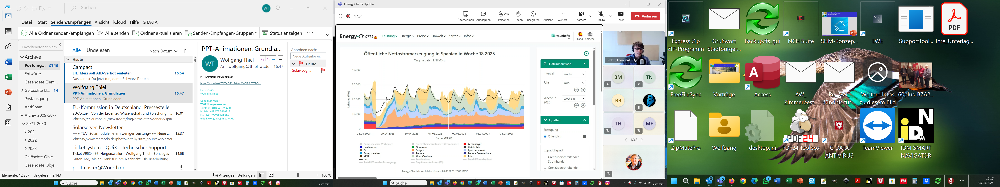 Suchen
WT
Datei Start Senden/Empfangen Ansicht iCloud Hilfe G DATA
Alle Ordner senden/empfangen Alle senden Ordner aktualisieren Senden-Empfangen-Gruppen Status anzeigen
Favoritenordner hierh...
Archive
Posteing... 2143
Entwürfe
Gesendete Elem...
Gelöschte El... 14
Postausgang
AntiSpam
Archiv 2009-20xx
2021-2030
2021
2022
2023
Gelöschte Obje...
Gesendete Obje...
Alle Ungelesen Nach Datum
Heute
Campact
EIL: Merz soll AfD-Verbot einleiten 16:54
Das kannst Du jetzt tun, damit Schwarz-Rot ein
Wolfgang Thiel
PPT-Animationen: Grundlagen 16:47
PPT-Animationen: Grundlagen
EU-Kommission in Deutschland, Pressestelle
EU-Aktuell: Von der Leyen zu Wissenschaft und Forschung | ... 16:01
<https://ec.europa.eu/newsroom/img/newsletter/generic/spac
Solarserver-Newsletter
+++ TÜV: Solarmodule liefern weniger Leistung+++ Neue ... 15:37
<https://www.memodo.de/photovoltaik/?utm_source=solarser
Ticketsystem - QUiX – technischer Support
Ticket #9524497: Hergersweiler - Wolfgang Thiel - Sonstiges 14:58
Guten Tag, vielen Dank für Ihre Nachricht. Die Bearbeitung
postmaster@Woerth.de
PPT-Animationen: Grundla...
WT
Wolfgang Thiel
An wolfgang@thiel-wt.de 16:47
PPT-Animationen: Grundlagen
Liebe Grüße
Wolfgang Thiel
Schaidter Weg 7
76872 Hergersweiler
Telefon: +49 6349 929560
Mobile: +49 172 7419812
Fax: +49 3222 835 068 5
eMail: wolfgang@thiel-wt.de
Anordnen nach:...
Neue Aufgabe ei...
Heute
Solar-Log ...
Elemente: 12.387 Ungelesen: 2.143
Anzeigeeinstellungen
100 %
Suche
17:17
05.05.2025
Energy Charts Update
17:34
Übernehmen Aufklappen 287 Personen Heben Reagieren Ansicht Weitere Kamera Mikro Teilen Verlassen
Energy-Charts
Leistung Energie Preise Umwelt Karten Infos
Fraunhofer
ISE
Land Sprache
Öffentliche Nettostromerzeugung in Spanien in Woche 18 2025
Originaldaten ENTSO-E
Leistung (MW)
40.000
30.000
20.000
10.000
0
28.04.2025 29.04.2025 30.04.2025 01.05.2025 02.05.2025 03.05.2025 04.05.2025
Datum (MESZ)
Pumpspeicher Verbrauch Grenzüberschreitender Stromhandel Kernenergie
Laufwasser Biomasse Steinkohle
Öl Erdgas Speicherwasser
Pumpspeicher Andere Andere Erneuerbare
Müll Wind Onshore Solar
Last Residuallast Anteil EE an der Last
Anteil EE an der Erzeugung Day Ahead Auktion (ES)
Energy-Charts.info - letztes Update: 05.05.2025, 17:02 MESZ
Datumsauswahl
Intervall Woche
Jahr 2025
Woche in 2025 Woche 18
Quellen
Erzeugung
Öffentlich
Import, Export
Grenzüberschreitender
Stromhandel
Grenzüberschreitende
Probst, Leonhard
BM TN
BB
TH MF
1/45
Suche
17:17
05.05.2025
Express Zip
ZIP-Programm
Grußwort
Stadtbürger...
Backup.ffs_gui
NCH Suite
SHM-Konzep...
LWE
SupportTool...
PDF
Ihre_Unterlag...
FreeFileSync
Vorträge
Access
AW_
Zimmerbest...
Re_ AW_
Bündnis für ...
Weitere Infos
zu diesem Bild
60plus-BZA2...
ZipMatePro
Wolfgang
desktop.ini
PDF24
PDF24 Toolbox
G DATA
ANTIVIRUS
TeamViewer
IDM SMART
NAVIGATOR
17:17
05.05.2025